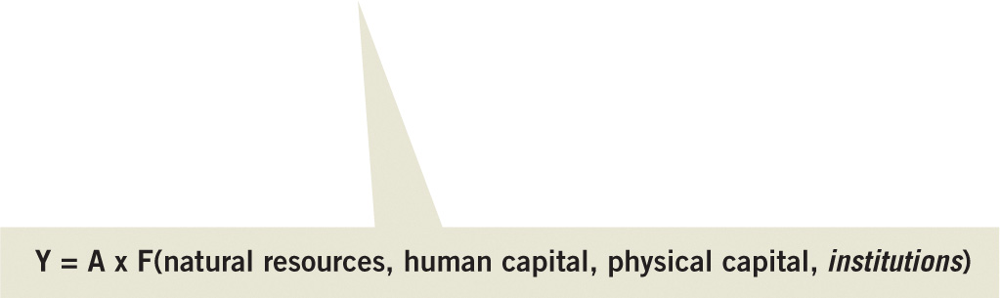 Y = A x F(natural resources, human capital, physical capital, institutions)